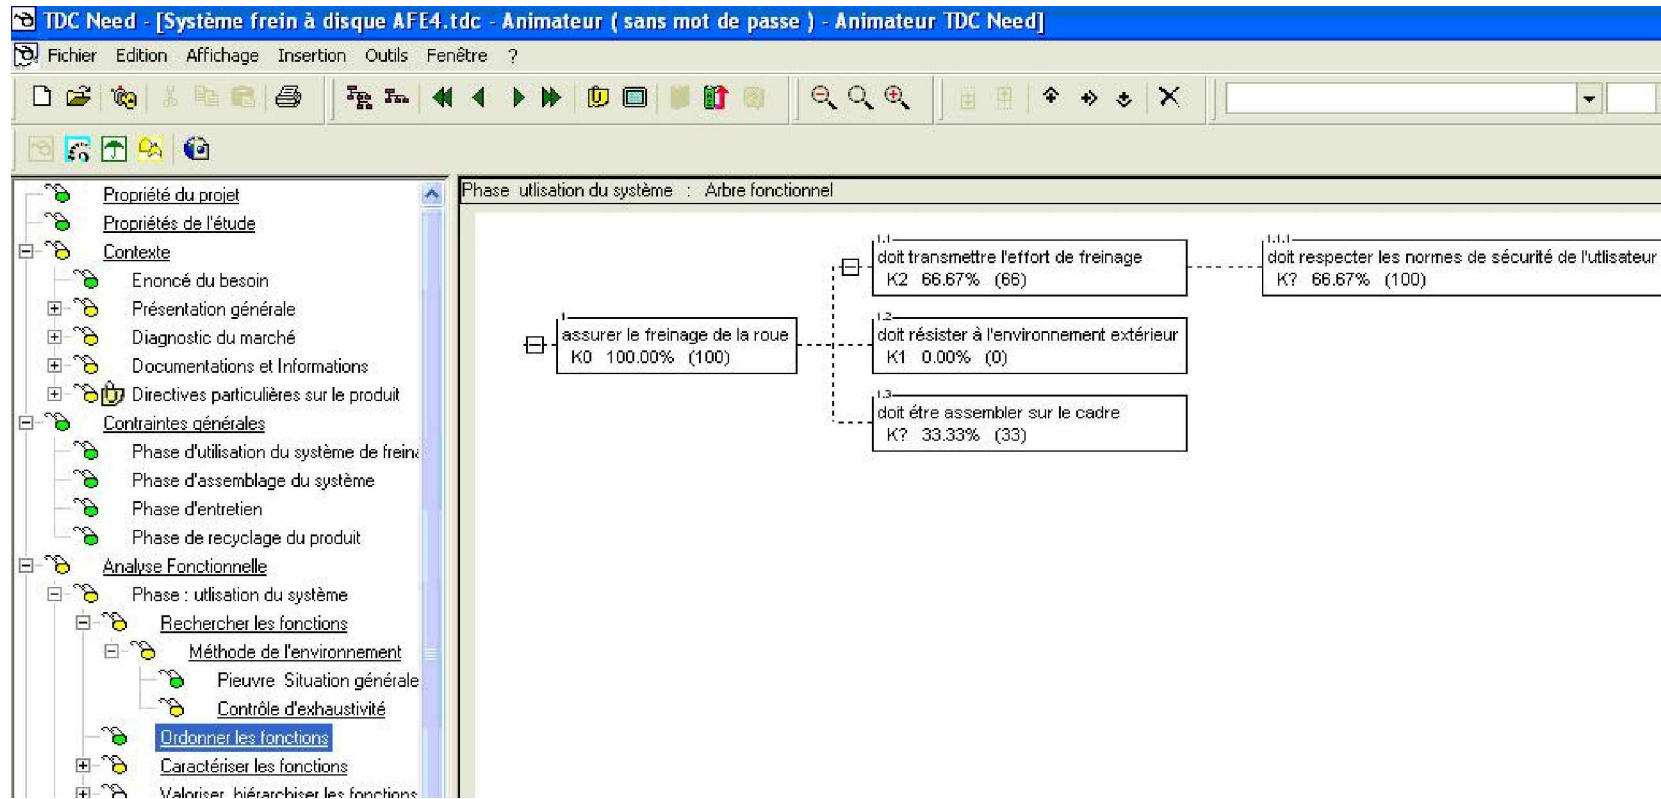 TDC Need - [Système frein à disque AFE4.tdc - Animateur ( sans mot de passe ) - Animateur TDC Need]
Fichier Edition Affichage Insertion Outils Fenêtre ?
Propriété du projet
Propriétés de l'étude
Contexte
Enoncé du besoin
Présentation générale
Diagnostic du marché
Documentations et Informations
Directives particulières sur le produit
Contraintes générales
Phase d'utilisation du système de frein
Phase d'assemblage du système
Phase d'entretien
Phase de recyclage du produit
Analyse Fonctionnelle
Phase : utlisation du système
Rechercher les fonctions
Méthode de l'environnement
Pieuvre Situation générale
Contrôle d'exhaustivité
Ordonner les fonctions
Caractériser les fonctions
Valoriser, hiérarchiser les fonctions
Phase utlisation du système : Arbre fonctionnel
1
assurer le freinage de la roue
K0 100.00% (100)
1.1
doit transmettre l'effort de freinage
K2 66.67% (66)
1.1.1
doit respecter les normes de sécurité de l'utlisateur
K? 66.67% (100)
1.2
doit résister à l'environnement extérieur
K1 0.00% (0)
1.3
doit étre assembler sur le cadre
K? 33.33% (33)